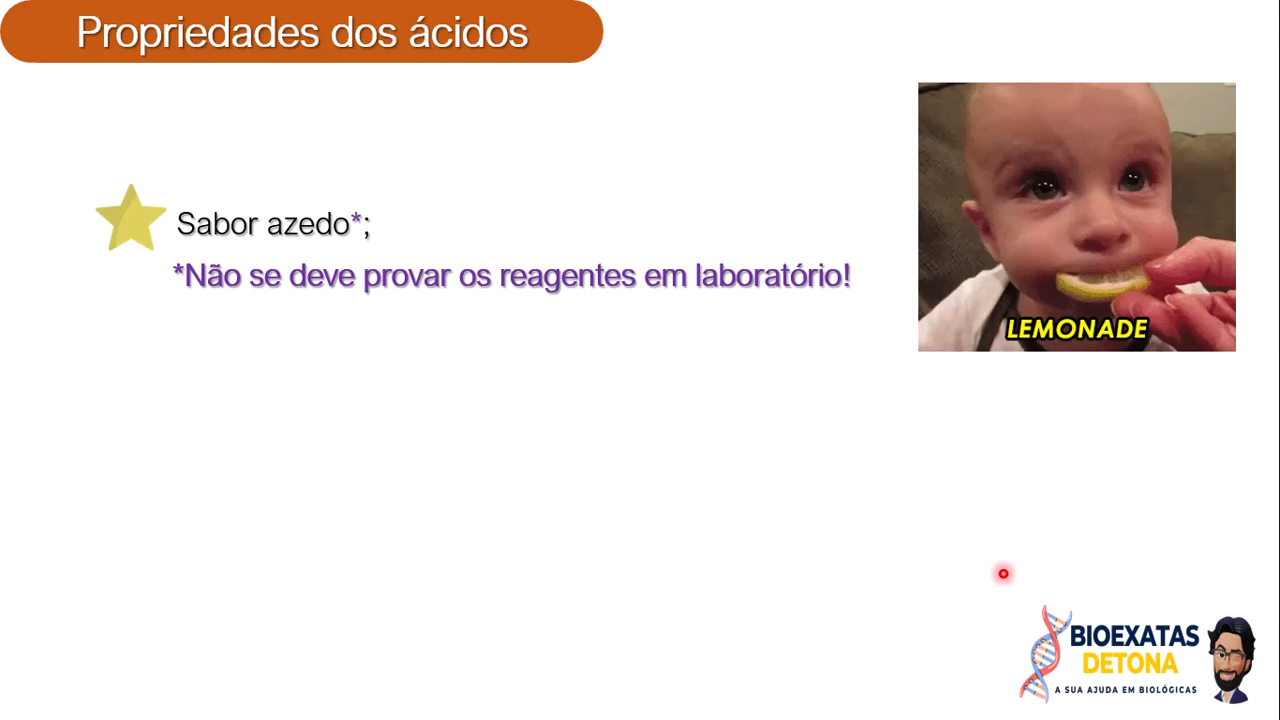 Propriedades dos ácidos
Sabor azedo*;
*Não se deve provar os reagentes em laboratório!
LEMONADE
BIOEXATAS
DETONA
A SUA AJUDA EM BIOLÓGICAS